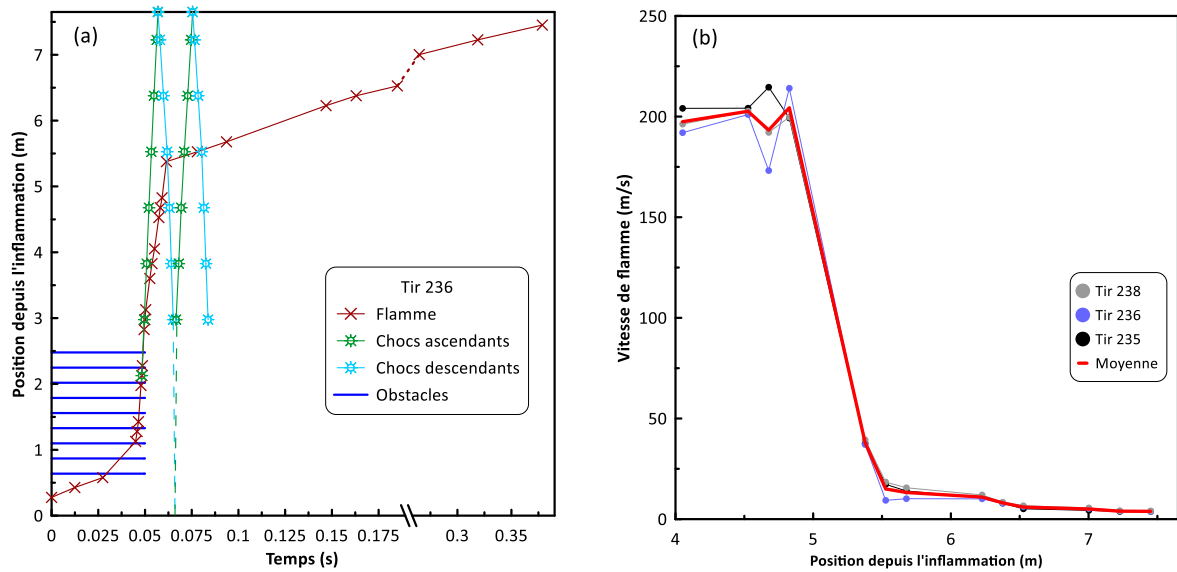 (a)
7
6
5
4
3
2
1
0
Position depuis l'inflammation (m)
0 0.025 0.05 0.075 0.1 0.125 0.15 0.175 0.3 0.35
Temps (s)
Tir 236
Flamme
Chocs ascendants
Chocs descendants
Obstacles
(b)
250
200
150
100
50
0
Vitesse de flamme (m/s)
4 5 6 7
Position depuis l'inflammation (m)
Tir 238
Tir 236
Tir 235
Moyenne